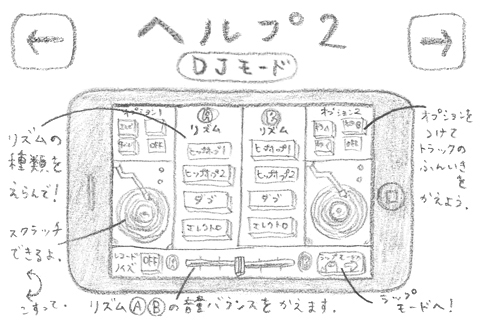 ヘルプ2
DJモード
オプション1
Ⓐ
リズム
Ⓑ
リズム
オプション2
OFF
OFF
ヒップホップ1
ヒップホップ1
ヒップホップ2
ヒップホップ2
ダブ
ダブ
エレクトロ
エレクトロ
リズムの
種類を
えらんで!
スクラッチ
できるよ。
こすって。
オプションを
つけて
トラックの
ふんいき
を
かえよう。
レコード
ノイズ
OFF
Ⓐ
Ⓑ
ラップモードへ
リズムⒶⒷの音量バランスをかえます。
ラップ
モードへ!